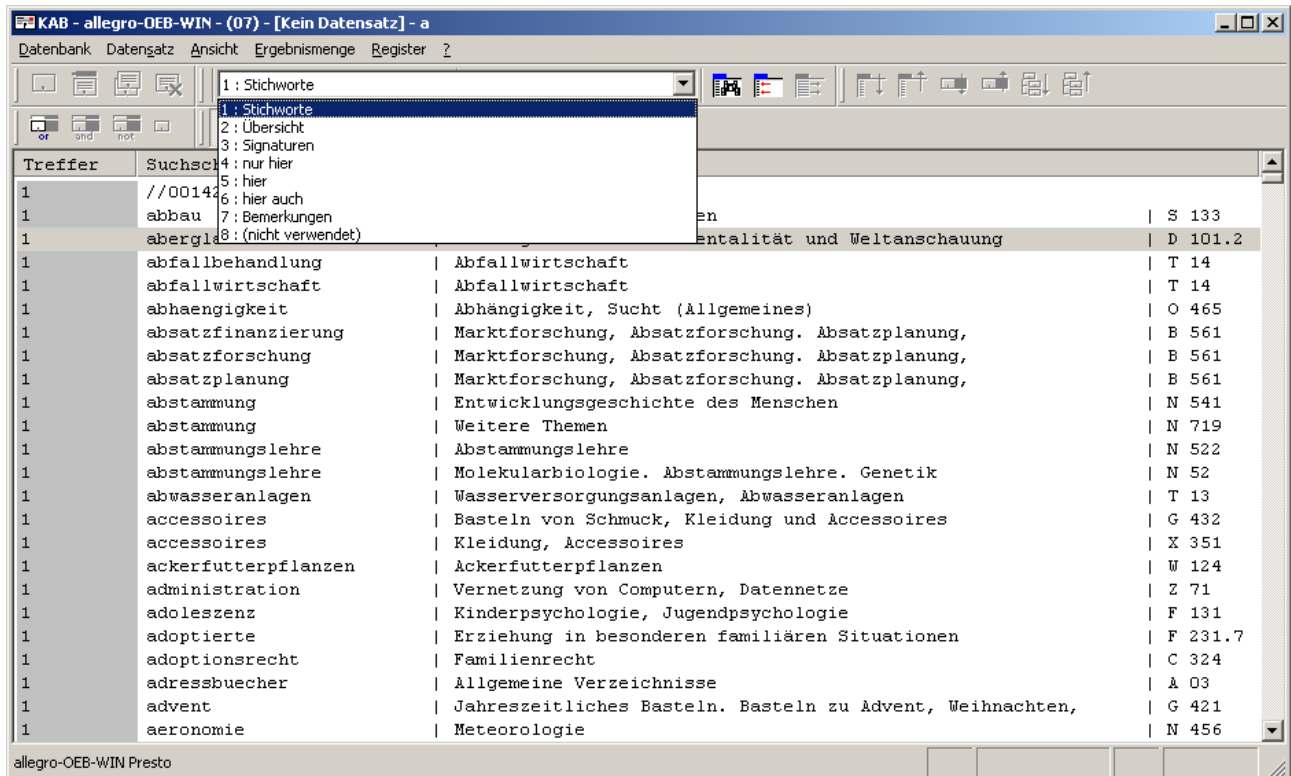 KAB - allegro-OEB-WIN - (07) - [Kein Datensatz] - a
Datenbank Datensatz Ansicht Ergebnismenge Register ?
1 : Stichworte
1 : Stichworte
2 : Übersicht
3 : Signaturen
4 : nur hier
5 : hier
6 : hier auch
7 : Bemerkungen
8 : (nicht verwendet)
or and not
Treffer
1 //00142
1 abbau en | S 133
1 abergla entalität und Weltanschauung | D 101.2
1 abfallbehandlung | Abfallwirtschaft | T 14
1 abfallwirtschaft | Abfallwirtschaft | T 14
1 abhaengigkeit | Abhängigkeit, Sucht (Allgemeines) | O 465
1 absatzfinanzierung | Marktforschung, Absatzforschung. Absatzplanung, | B 561
1 absatzforschung | Marktforschung, Absatzforschung. Absatzplanung, | B 561
1 absatzplanung | Marktforschung, Absatzforschung. Absatzplanung, | B 561
1 abstammung | Entwicklungsgeschichte des Menschen | N 541
1 abstammung | Weitere Themen | N 719
1 abstammungslehre | Abstammungslehre | N 522
1 abstammungslehre | Molekularbiologie. Abstammungslehre. Genetik | N 52
1 abwasseranlagen | Wasserversorgungsanlagen, Abwasseranlagen | T 13
1 accessoires | Basteln von Schmuck, Kleidung und Accessoires | G 432
1 accessoires | Kleidung, Accessoires | X 351
1 ackerfutterpflanzen | Ackerfutterpflanzen | W 124
1 administration | Vernetzung von Computern, Datennetze | Z 71
1 adoleszenz | Kinderpsychologie, Jugendpsychologie | F 131
1 adoptierte | Erziehung in besonderen familiären Situationen | F 231.7
1 adoptionsrecht | Familienrecht | C 324
1 adressbuecher | Allgemeine Verzeichnisse | A 03
1 advent | Jahreszeitliches Basteln. Basteln zu Advent, Weihnachten, | G 421
1 aeronomie | Meteorologie | N 456
allegro-OEB-WIN Presto